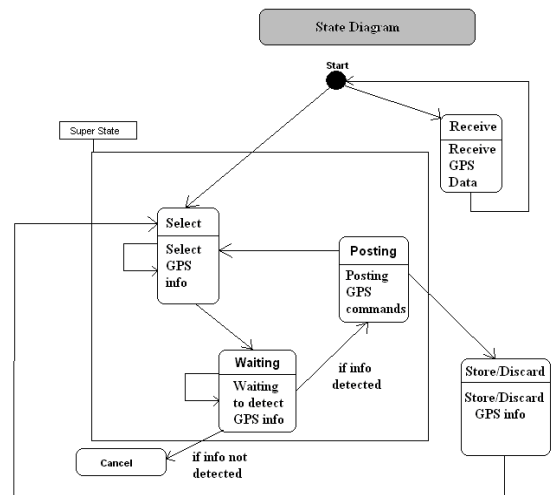 State Diagram
Start
Receive
Receive
GPS
Data
Super State
Select
Select
GPS
info
Posting
Posting
GPS
commands
Waiting
Waiting
to detect
GPS info
if info
detected
Store/Discard
Store/Discard
GPS info
Cancel
if info not
detected